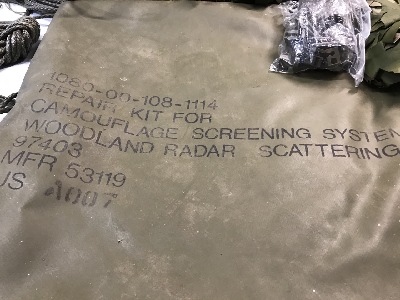 1080-00-108-1114
REPAIR KIT FOR
CAMOUFLAGE SCREENING SYSTEM
WOODLAND RADAR SCATTERING
97403
MFR 53119
US A007